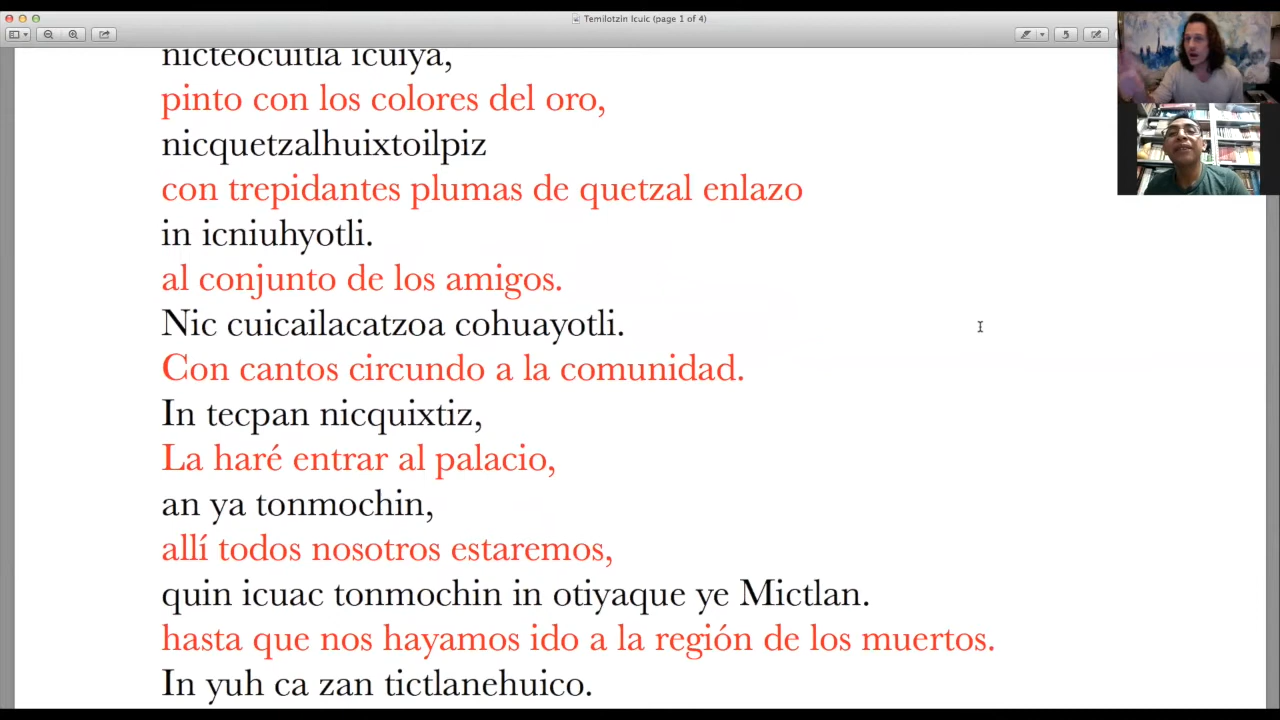 Temilotzin Icuic (page 1 of 4)
nicteocuitla icuiya,
pinto con los colores del oro,
nicquetzalhuixtoilpiz
con trepidantes plumas de quetzal enlazo
in icniuhyotli.
al conjunto de los amigos.
Nic cuicailacatzoa cohuayotli.
Con cantos circundo a la comunidad.
In tecpan nicquixtiz,
La haré entrar al palacio,
an ya tonmochin,
allí todos nosotros estaremos,
quin icuac tonmochin in otiyaque ye Mictlan.
hasta que nos hayamos ido a la región de los muertos.
In yuh ca zan tictlanehuico.